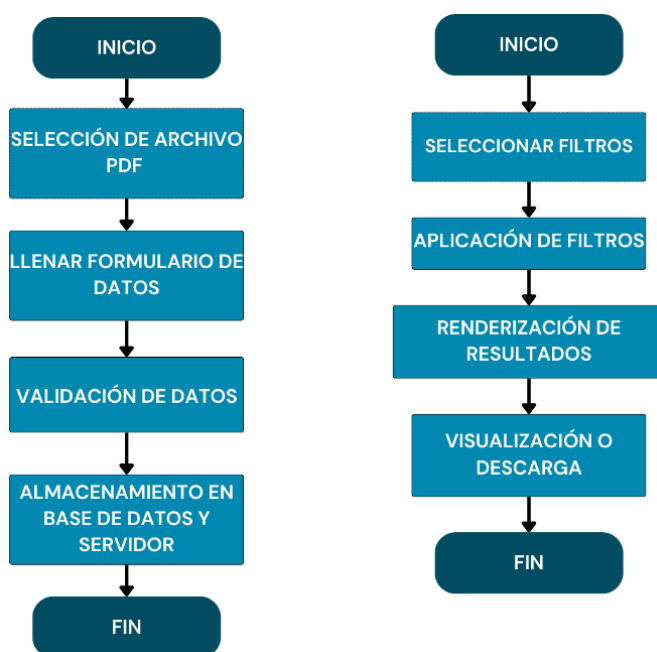 INICIO
SELECCIÓN DE ARCHIVO
PDF
LLENAR FORMULARIO DE
DATOS
VALIDACIÓN DE DATOS
ALMACENAMIENTO EN
BASE DE DATOS Y
SERVIDOR
FIN
INICIO
SELECCIONAR FILTROS
APLICACIÓN DE FILTROS
RENDERIZACIÓN DE
RESULTADOS
VISUALIZACIÓN O
DESCARGA
FIN